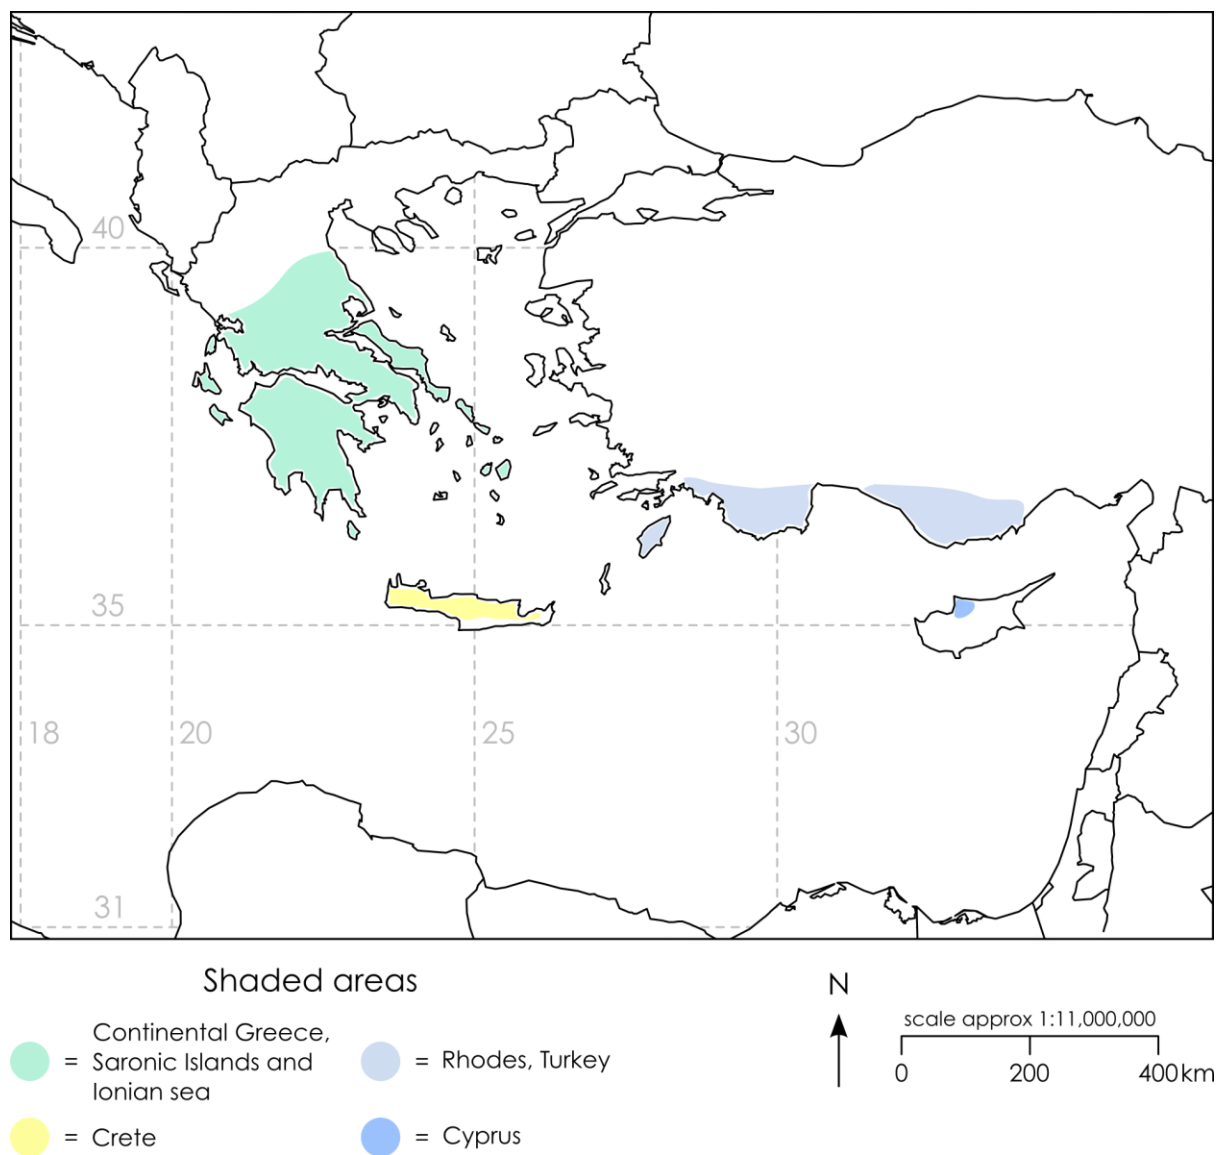 40
35
18
20
25
30
31
Shaded areas
Continental Greece,
= Saronic Islands and
Ionian sea
= Rhodes, Turkey
= Crete
= Cyprus
N
scale approx 1:11,000,000
0 200 400km